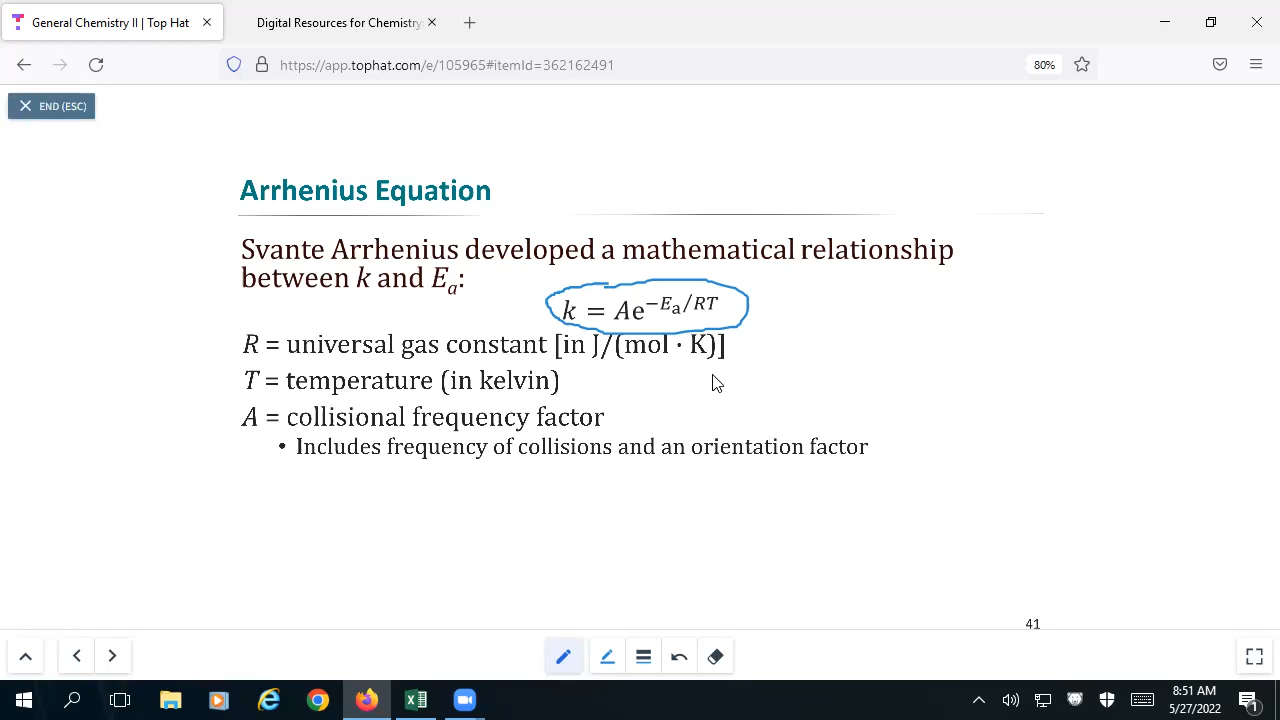 General Chemistry II | Top Hat
Digital Resources for Chemistry
https://app.tophat.com/e/105965#itemId=362162491
80%
END (ESC)
Arrhenius Equation
Svante Arrhenius developed a mathematical relationship
between k and Eₐ:
k = Ae^(−Eₐ/RT)
R = universal gas constant [in J/(mol · K)]
T = temperature (in kelvin)
A = collisional frequency factor
• Includes frequency of collisions and an orientation factor
41
8:51 AM
5/27/2022
1